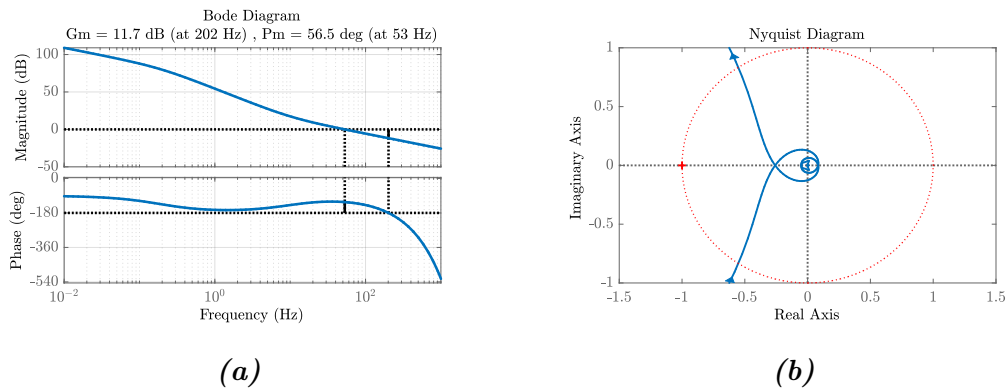 Bode Diagram
Gm = 11.7 dB (at 202 Hz) , Pm = 56.5 deg (at 53 Hz)
Magnitude (dB)
100
50
0
-50
Phase (deg)
0
-180
-360
-540
10^-2
10^0
10^2
Frequency (Hz)
(a)
Nyquist Diagram
Imaginary Axis
1
0.5
0
-0.5
-1
-1.5
-1
-0.5
0
0.5
1
1.5
Real Axis
(b)